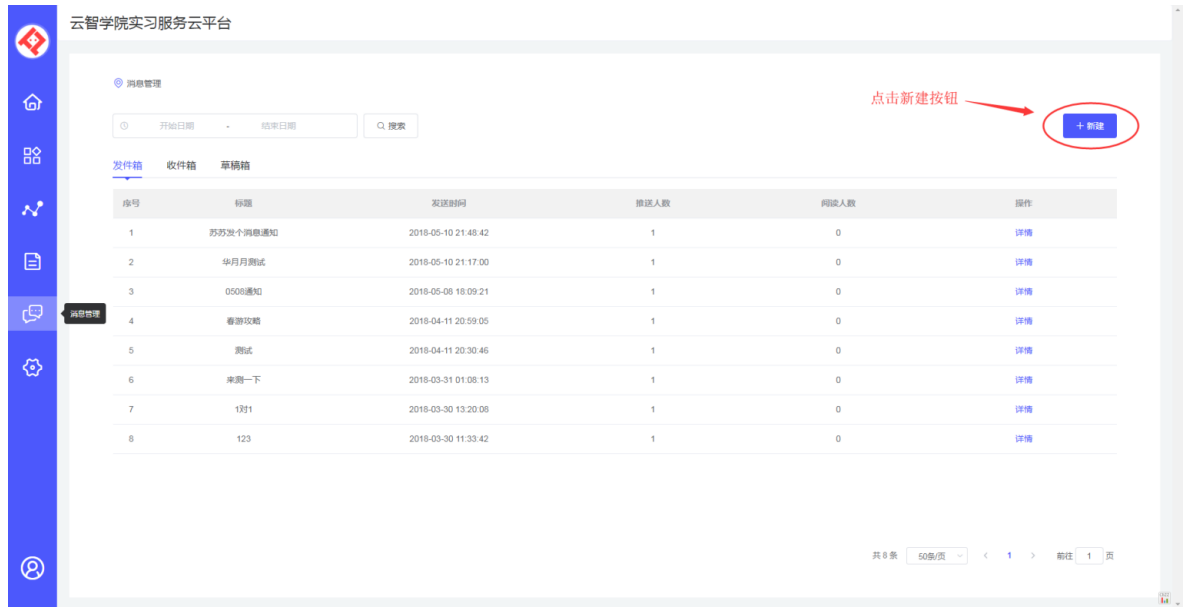 云智学院实习服务云平台
消息管理
点击新建按钮
开始日期 - 结束日期 搜索 + 新建
发件箱 收件箱 草稿箱
序号 标题 发送时间 推送人数 阅读人数 操作
1 苏苏发个消息通知 2018-05-10 21:48:42 1 0 详情
2 华月月测试 2018-05-10 21:17:00 1 0 详情
3 0508通知 2018-05-08 18:09:21 1 0 详情
消息管理
4 春游攻略 2018-04-11 20:59:05 1 0 详情
5 测试 2018-04-11 20:30:46 1 0 详情
6 来测一下 2018-03-31 01:08:13 1 0 详情
7 1对1 2018-03-30 13:20:08 1 0 详情
8 123 2018-03-30 11:33:42 1 0 详情
共 8 条 50条/页 < 1 > 前往 1 页